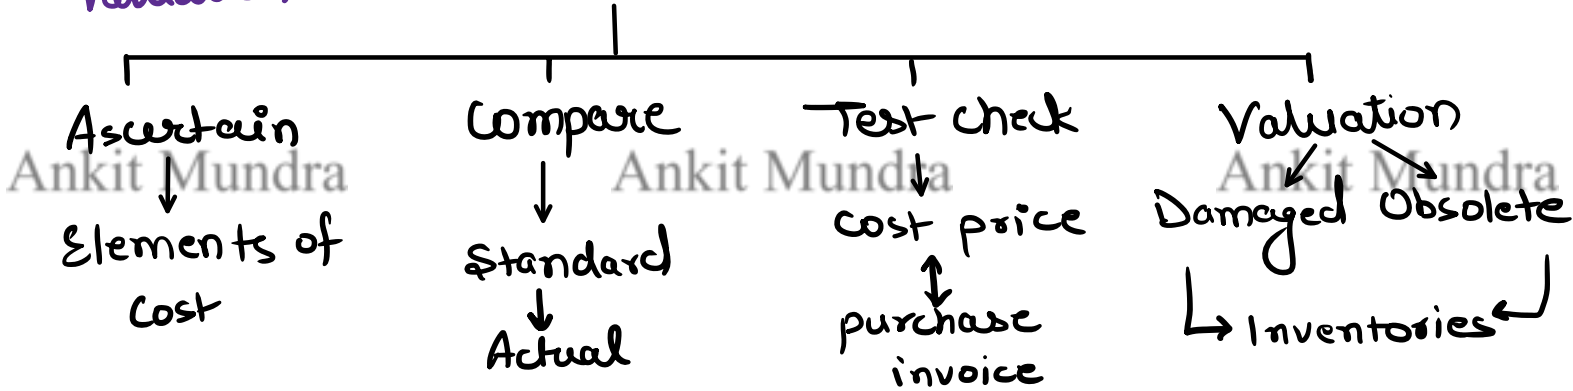 Ascertain Compare Test check Valuation
Ankit Mundra Ankit Mundra Ankit Mundra
Elements of Cost
Standard
Actual
Cost price
purchase
invoice
Damaged Obsolete
Inventories